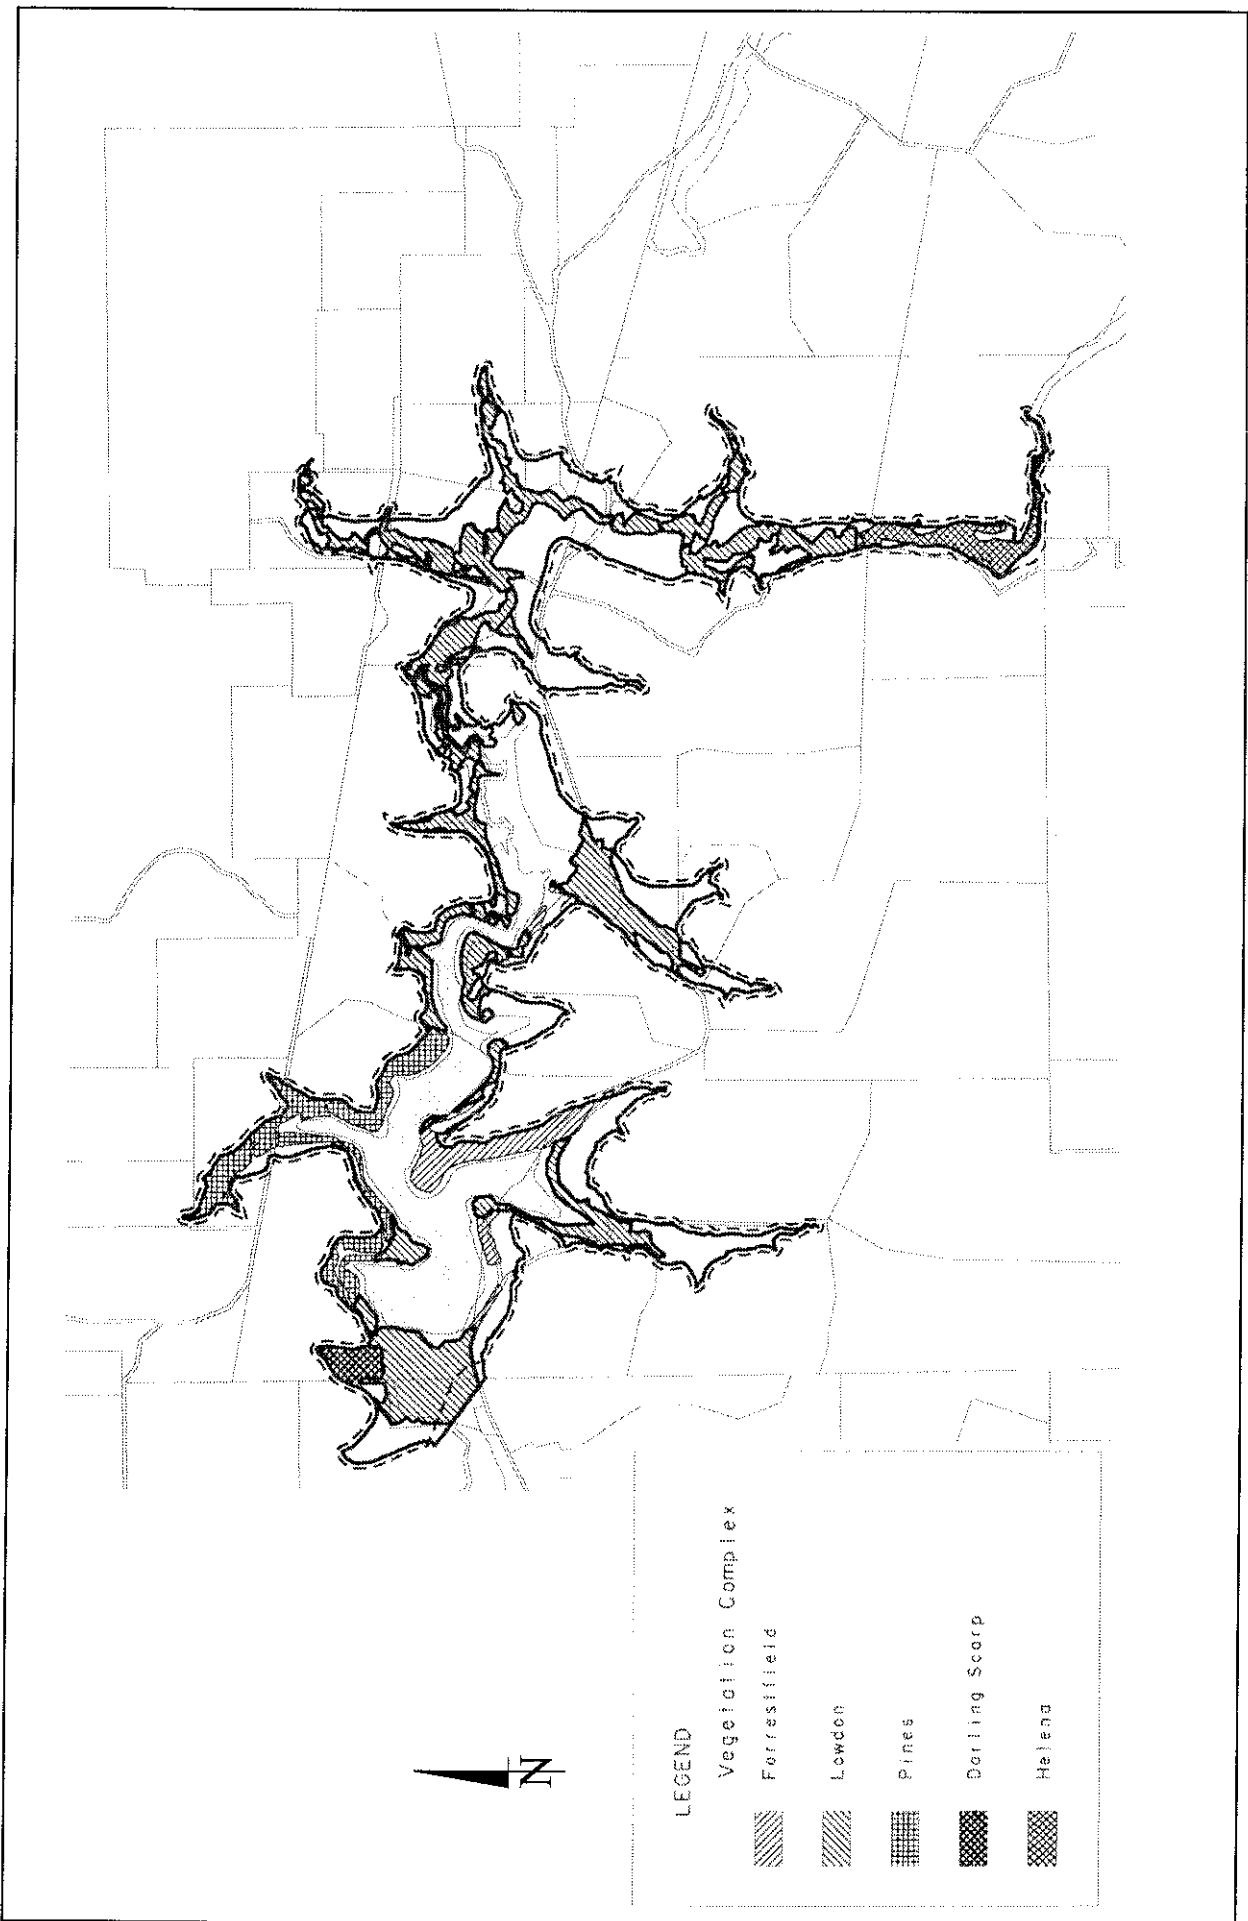 N
LEGEND
Vegetation Complex
Forrestfield
Lowdon
Pines
Darling Scarp
Helena